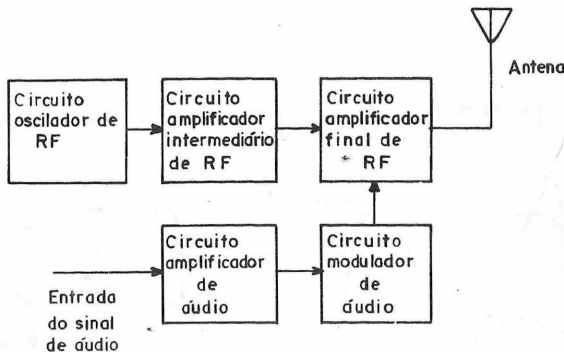 Antena
Circuito
oscilador de
RF
Circuito
amplificador
intermediário
de RF
Circuito
amplificador
final de
RF
Circuito
amplificador
de
áudio
Circuito
modulador
de
áudio
Entrada
do sinal
de áudio